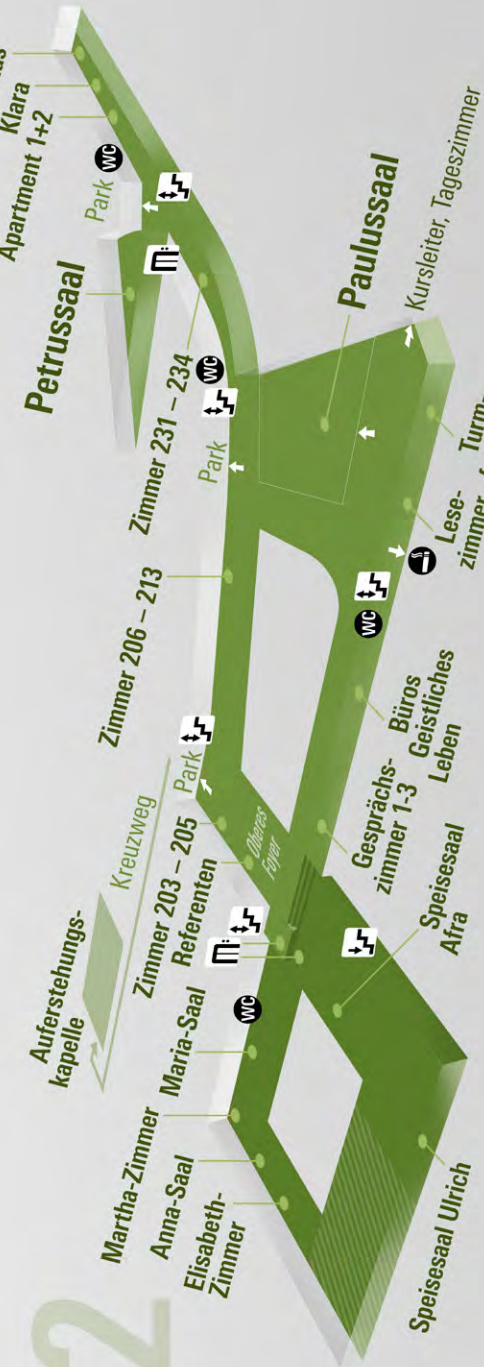 2
Auferstehungs-
kapelle
Kreuzweg
Martha-Zimmer
Anna-Saal
Elisabeth-
Zimmer
Maria-Saal
WC
Zimmer 203 – 205
Referenten
Park
Oberes
Foyer
Zimmer 206 – 213
Park
Zimmer 231 – 234
WC
Petrussaal
Park
WC
Apartment 1+2
Klara
Paulussaal
Kursleiter, Tageszimmer
Lese-
zimmer
WC
Büros
Geistliches
Leben
Gesprächs-
zimmer 1-3
Speisesaal
Afra
Speisesaal Ulrich